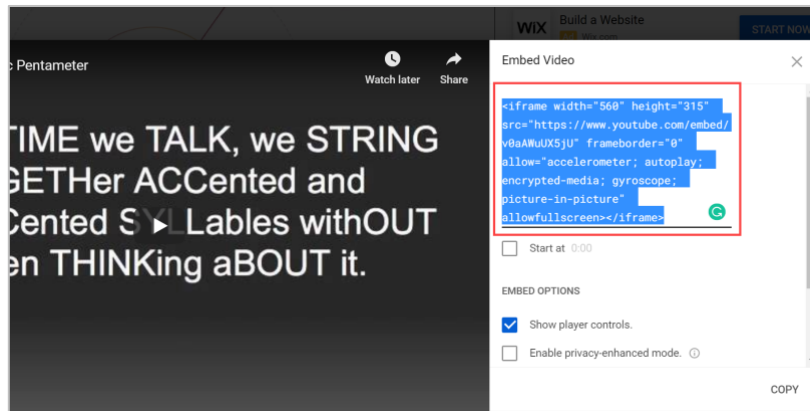 WiX
Build a Website
Ad Wix.com
START NOW
c Pentameter
Watch later
Share
Embed Video
TIME we TALK, we STRING
GETHer ACCented and
Cented SYLLables withOUT
en THINKing aBOUT it.
<iframe width="560" height="315"
src="https://www.youtube.com/embed/
v0aAWuUX5jU" frameborder="0"
allow="accelerometer; autoplay;
encrypted-media; gyroscope;
picture-in-picture"
allowfullscreen></iframe>
Start at 0:00
EMBED OPTIONS
Show player controls.
Enable privacy-enhanced mode.
COPY